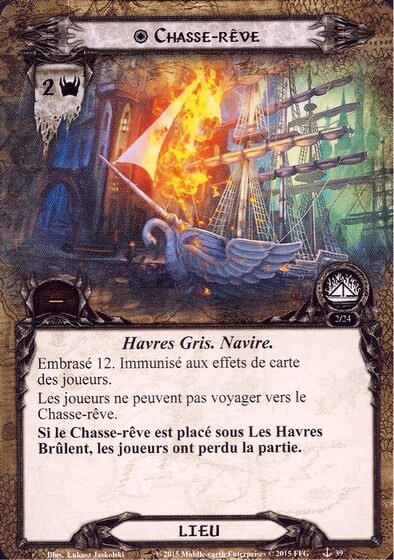 Chasse-rêve
2
–
2/24
Havres Gris. Navire.
Embrasé 12. Immunisé aux effets de carte
des joueurs.
Les joueurs ne peuvent pas voyager vers le
Chasse-rêve.
Si le Chasse-rêve est placé sous Les Havres
Brûlent, les joueurs ont perdu la partie.
LIEU
Illus. Lukasz Jaskolski © 2015 Middle-earth Enterprises © 2015 FFG 39